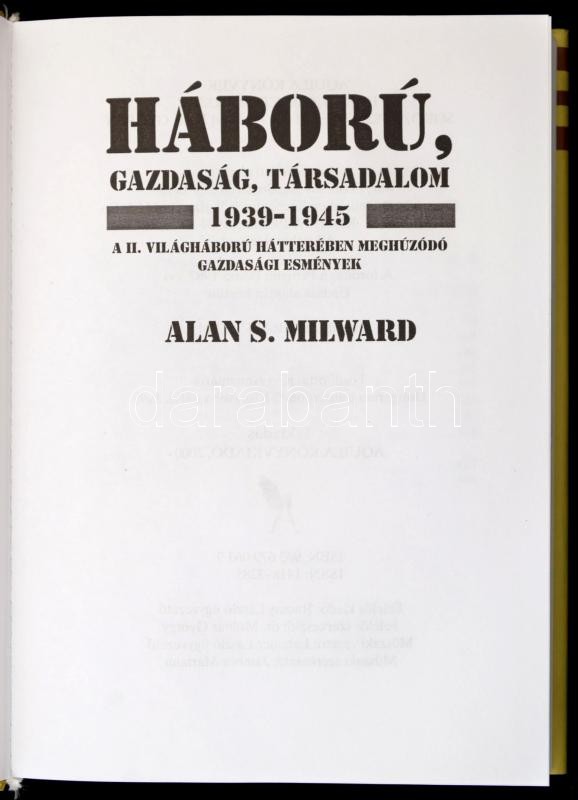 HÁBORÚ,
GAZDASÁG, TÁRSADALOM
1939-1945
A II. VILÁGHÁBORÚ HÁTTERÉBEN MEGHÚZÓDÓ
GAZDASÁGI ESMÉNYEK
ALAN S. MILWARD
darabanth